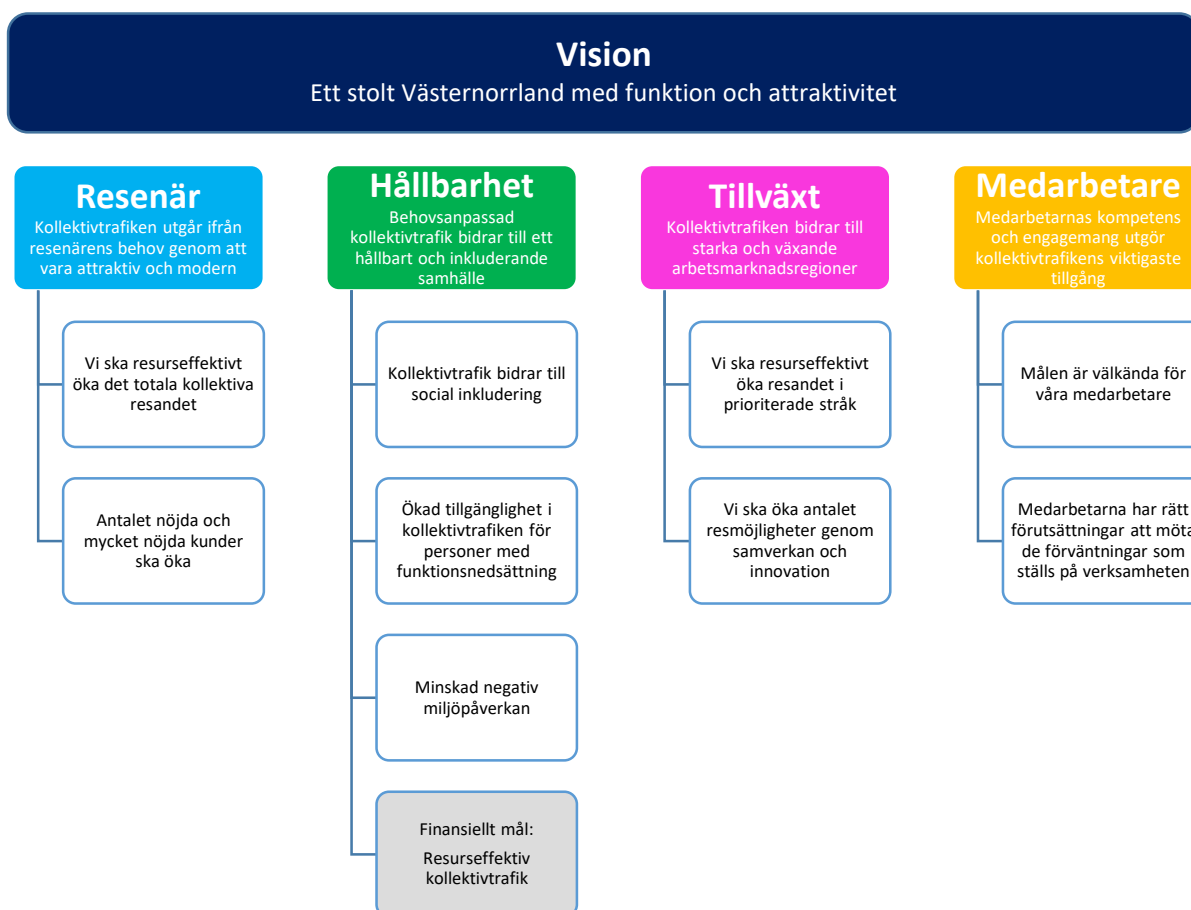 Vision
Ett stolt Västernorrland med funktion och attraktivitet
Resenär
Kollektivtrafiken utgår ifrån
resenärens behov genom att
vara attraktiv och modern
Vi ska resurseffektivt
öka det totala kollektiva
resandet
Antalet nöjda och
mycket nöjda kunder
ska öka
Hållbarhet
Behovsanpassad
kollektivtrafik bidrar till ett
hållbart och inkluderande
samhälle
Kollektivtrafik bidrar till
social inkludering
Ökad tillgänglighet i
kollektivtrafiken för
personer med
funktionsnedsättning
Minskad negativ
miljöpåverkan
Finansiellt mål:
Resurseffektiv
kollektivtrafik
Tillväxt
Kollektivtrafiken bidrar till
starka och växande
arbetsmarknadsregioner
Vi ska resurseffektivt
öka resandet i
prioriterade stråk
Vi ska öka antalet
resmöjligheter genom
samverkan och
innovation
Medarbetare
Medarbetarnas kompetens
och engagemang utgör
kollektivtrafikens viktigaste
tillgång
Målen är välkända för
våra medarbetare
Medarbetarna har rätt
förutsättningar att möta
de förväntningar som
ställs på verksamheten